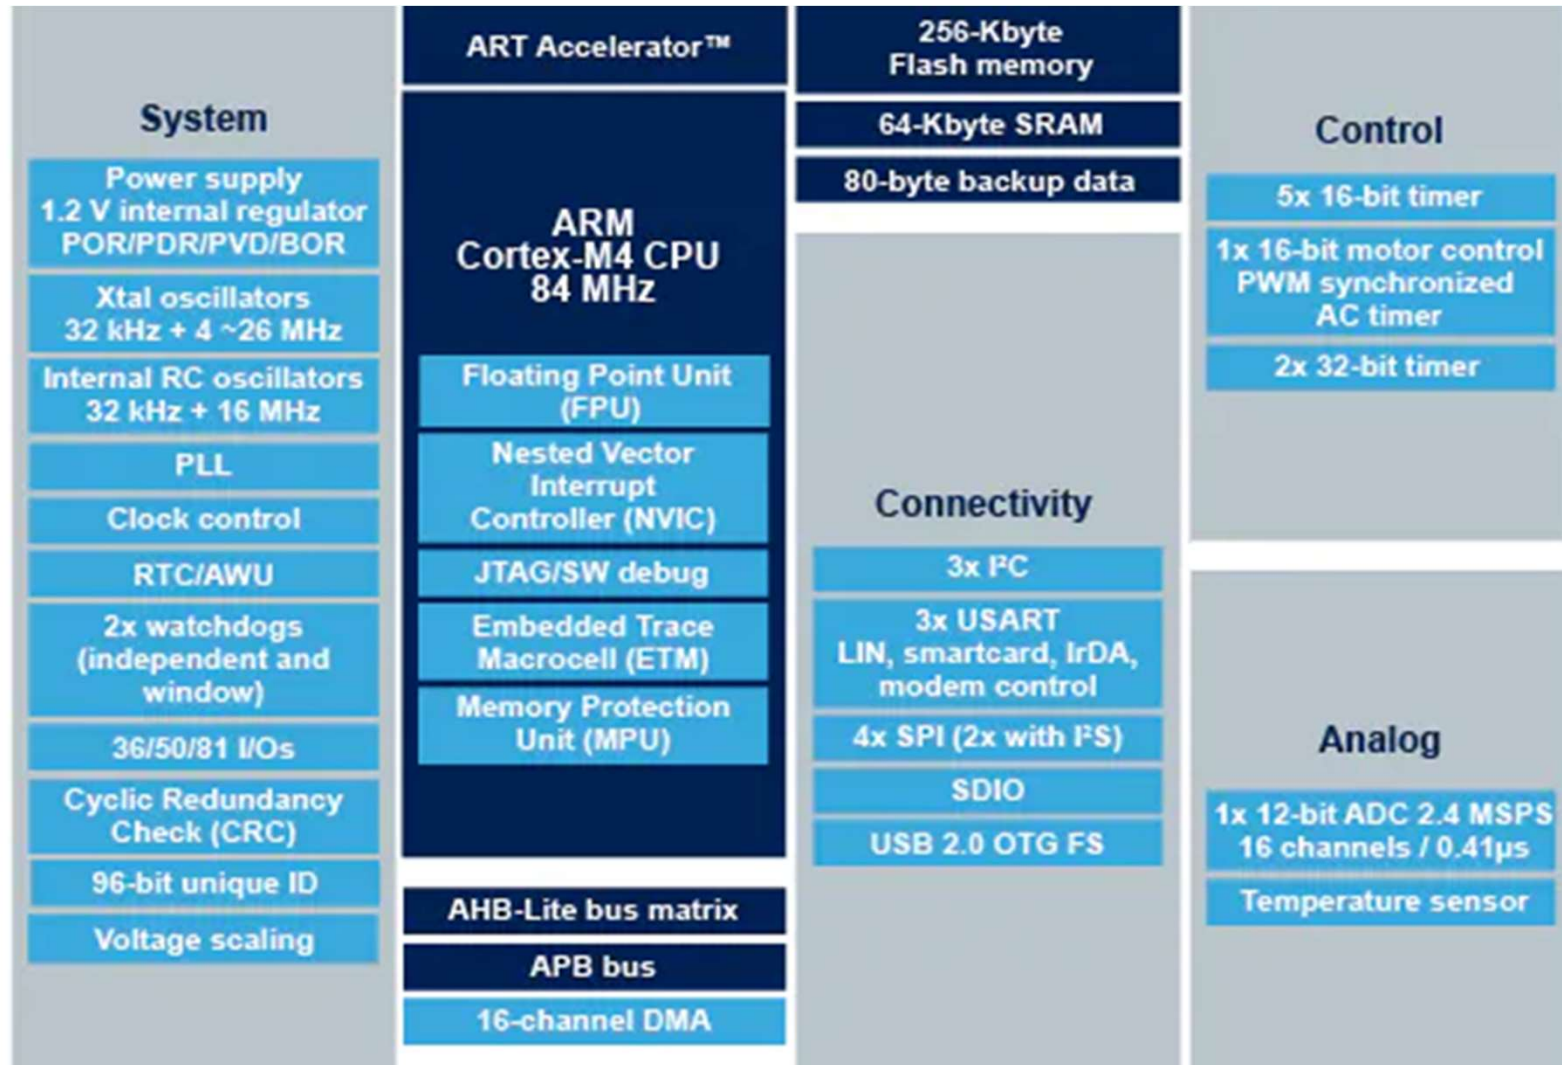 System
Power supply
1.2 V internal regulator
POR/PDR/PVD/BOR
Xtal oscillators
32 kHz + 4 ~26 MHz
Internal RC oscillators
32 kHz + 16 MHz
PLL
Clock control
RTC/AWU
2x watchdogs
(independent and
window)
36/50/81 I/Os
Cyclic Redundancy
Check (CRC)
96-bit unique ID
Voltage scaling
ART Accelerator™
ARM
Cortex-M4 CPU
84 MHz
Floating Point Unit
(FPU)
Nested Vector
Interrupt
Controller (NVIC)
JTAG/SW debug
Embedded Trace
Macrocell (ETM)
Memory Protection
Unit (MPU)
AHB-Lite bus matrix
APB bus
16-channel DMA
256-Kbyte
Flash memory
64-Kbyte SRAM
80-byte backup data
Connectivity
3x I²C
3x USART
LIN, smartcard, IrDA,
modem control
4x SPI (2x with I²S)
SDIO
USB 2.0 OTG FS
Control
5x 16-bit timer
1x 16-bit motor control
PWM synchronized
AC timer
2x 32-bit timer
Analog
1x 12-bit ADC 2.4 MSPS
16 channels / 0.41µs
Temperature sensor